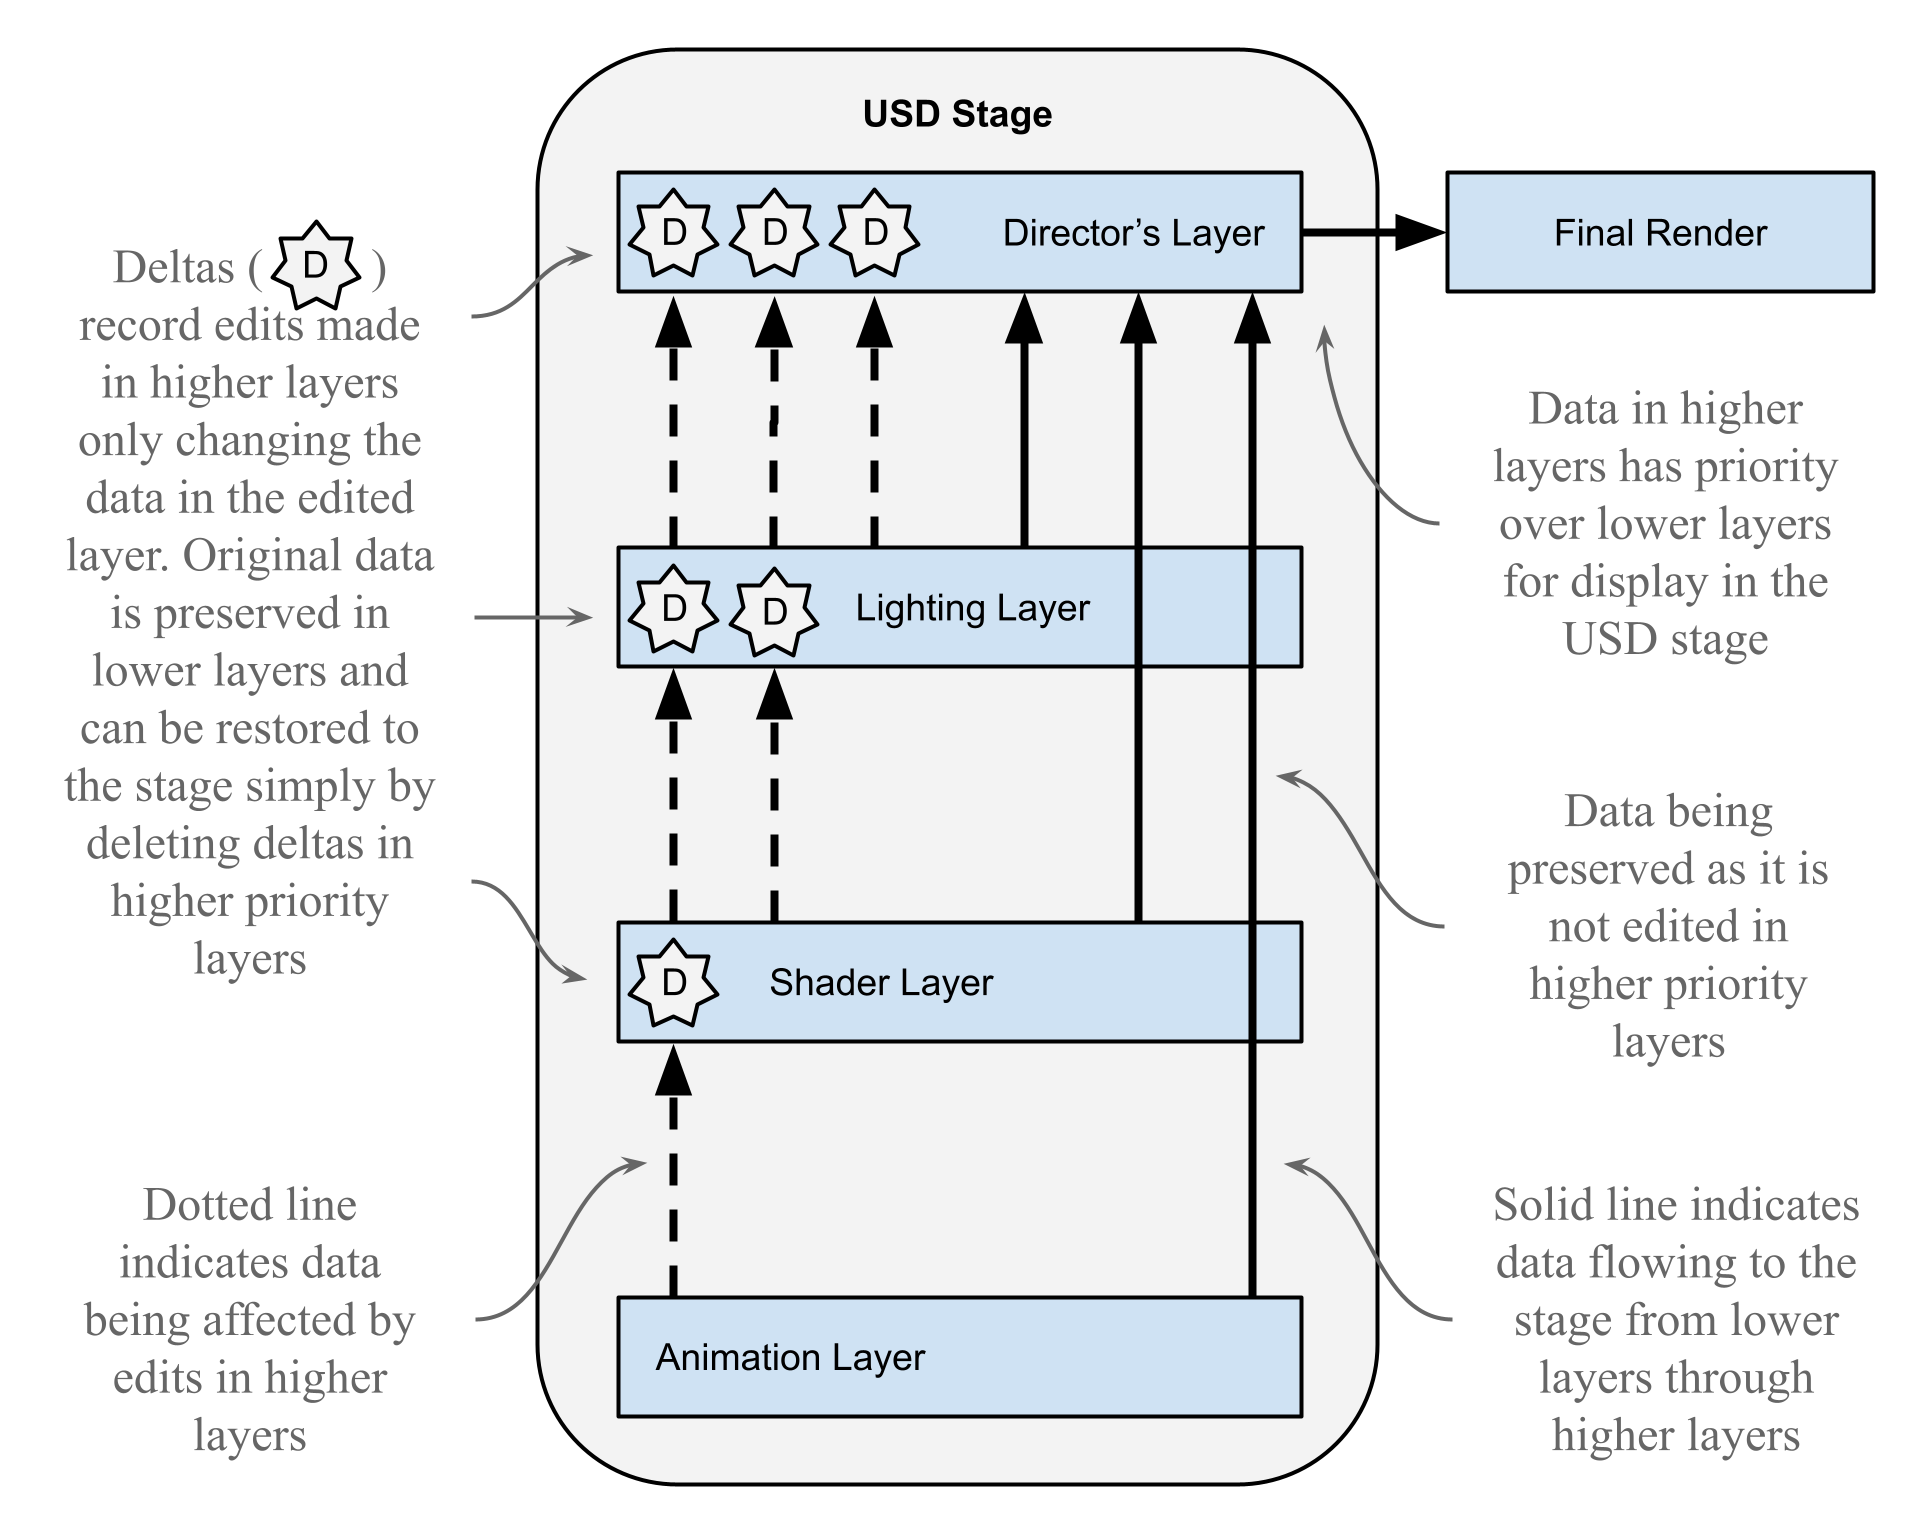 USD Stage
D D D Director's Layer
Final Render
Deltas ( D )
record edits made
in higher layers
only changing the
data in the edited
layer. Original data
is preserved in
lower layers and
can be restored to
the stage simply by
deleting deltas in
higher priority
layers
Data in higher
layers has priority
over lower layers
for display in the
USD stage
D D Lighting Layer
Data being
preserved as it is
not edited in
higher priority
layers
D Shader Layer
Dotted line
indicates data
being affected by
edits in higher
layers
Solid line indicates
data flowing to the
stage from lower
layers through
higher layers
Animation Layer